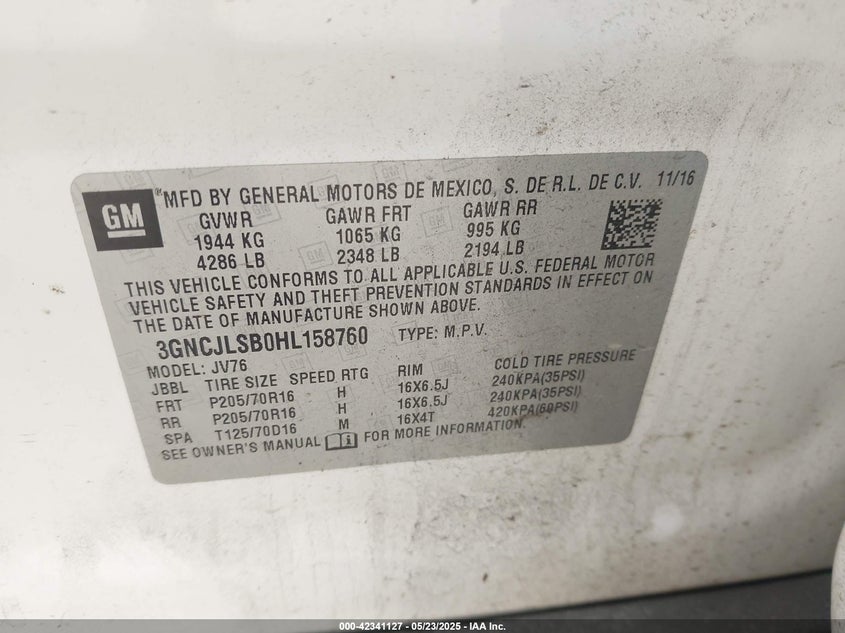 GM
® MFD BY GENERAL MOTORS DE MEXICO, S. DE R.L. DE C.V. 11/16
GVWR GAWR FRT GAWR RR
1944 KG 1065 KG 995 KG
4286 LB 2348 LB 2194 LB
THIS VEHICLE CONFORMS TO ALL APPLICABLE U.S. FEDERAL MOTOR
VEHICLE SAFETY AND THEFT PREVENTION STANDARDS IN EFFECT ON
THE DATE OF MANUFACTURE SHOWN ABOVE.
3GNCJLSB0HL158760 TYPE: M.P.V.
MODEL: JV76
JBBL TIRE SIZE SPEED RTG RIM COLD TIRE PRESSURE
FRT P205/70R16 H 16X6.5J 240KPA(35PSI)
RR P205/70R16 H 16X6.5J 240KPA(35PSI)
SPA T125/70D16 M 16X4T 420KPA(60PSI)
SEE OWNER'S MANUAL FOR MORE INFORMATION.
000-42341127 - 05/23/2025 - IAA Inc.